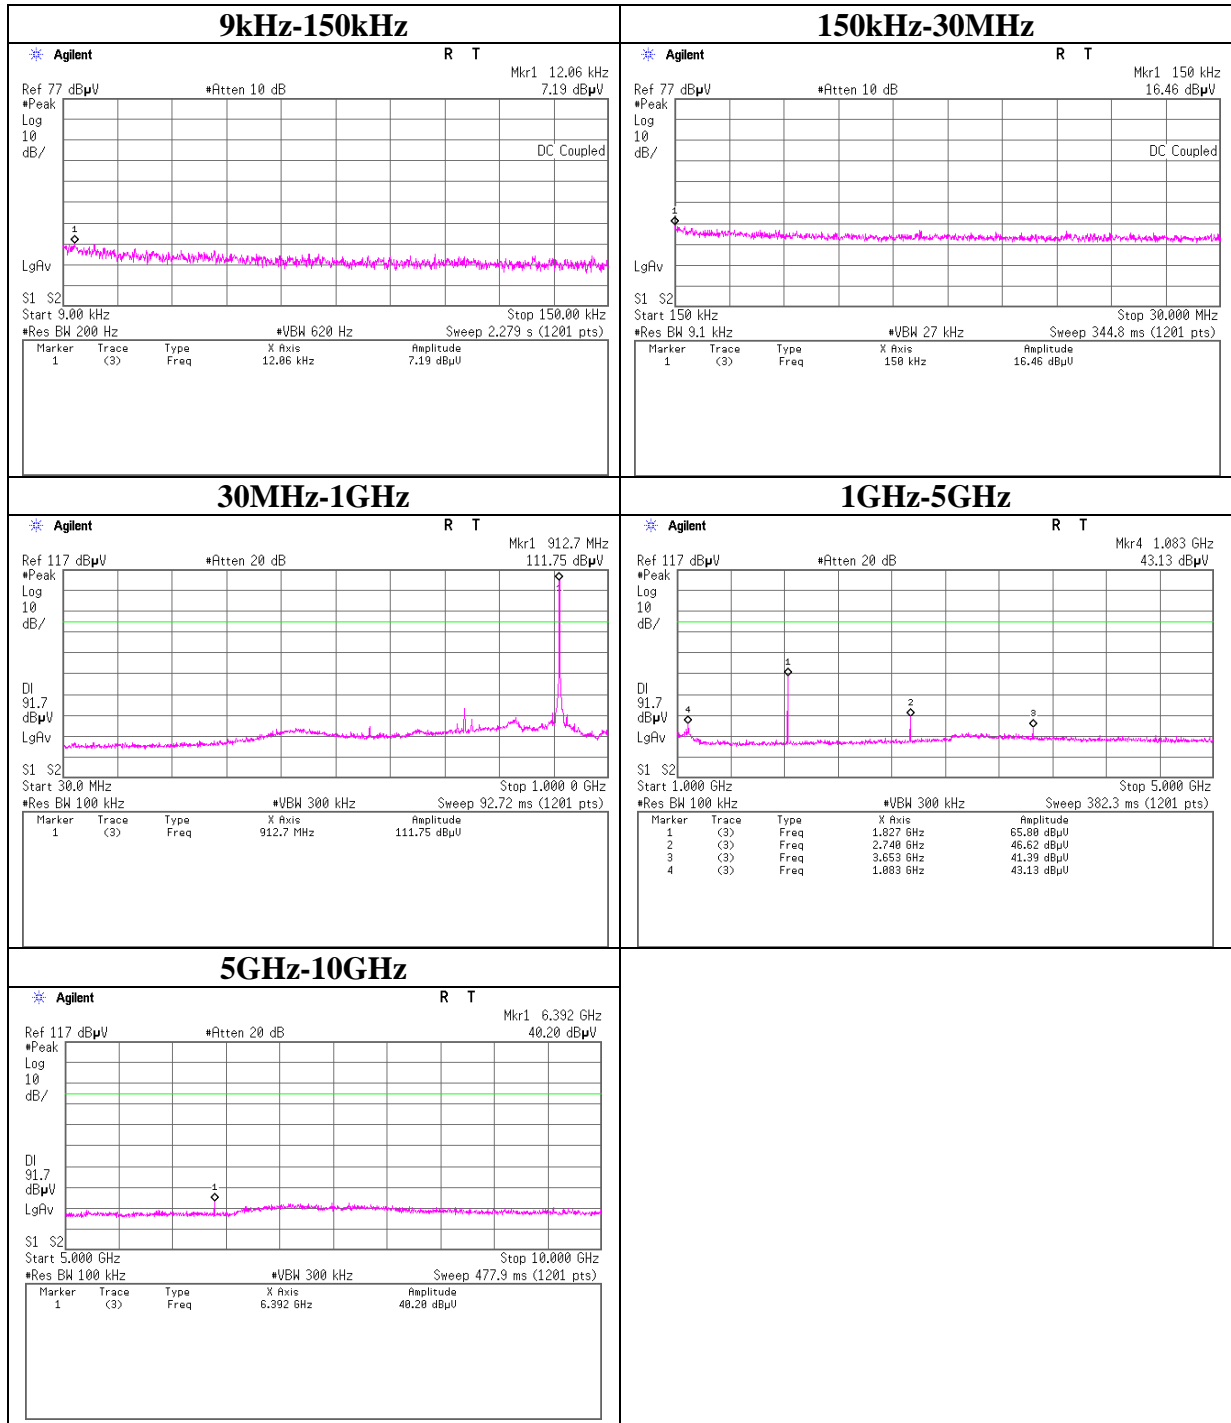 9kHz-150kHz
Agilent R T
Mkr1 12.06 kHz
Ref 77 dBµV #Atten 10 dB 7.19 dBµV
#Peak
Log
10
dB/ DC Coupled
1
LgAv
S1 S2
Start 9.00 kHz Stop 150.00 kHz
#Res BW 200 Hz #VBW 620 Hz Sweep 2.279 s (1201 pts)
Marker Trace Type X Axis Amplitude
1 (3) Freq 12.06 kHz 7.19 dBµV
150kHz-30MHz
Agilent R T
Mkr1 150 kHz
Ref 77 dBµV #Atten 10 dB 16.46 dBµV
#Peak
Log
10
dB/ DC Coupled
1
LgAv
S1 S2
Start 150 kHz Stop 30.000 MHz
#Res BW 9.1 kHz #VBW 27 kHz Sweep 344.8 ms (1201 pts)
Marker Trace Type X Axis Amplitude
1 (3) Freq 150 kHz 16.46 dBµV
30MHz-1GHz
Agilent R T
Mkr1 912.7 MHz
Ref 117 dBµV #Atten 20 dB 111.75 dBµV
#Peak
Log
10
dB/
1
DI
91.7
dBµV
LgAv
S1 S2
Start 30.0 MHz Stop 1.000 0 GHz
#Res BW 100 kHz #VBW 300 kHz Sweep 92.72 ms (1201 pts)
Marker Trace Type X Axis Amplitude
1 (3) Freq 912.7 MHz 111.75 dBµV
1GHz-5GHz
Agilent R T
Mkr4 1.083 GHz
Ref 117 dBµV #Atten 20 dB 43.13 dBµV
#Peak
Log
10
dB/
1
DI
91.7
dBµV 4 2 3
LgAv
S1 S2
Start 1.000 GHz Stop 5.000 GHz
#Res BW 100 kHz #VBW 300 kHz Sweep 382.3 ms (1201 pts)
Marker Trace Type X Axis Amplitude
1 (3) Freq 1.827 GHz 65.80 dBµV
2 (3) Freq 2.740 GHz 46.62 dBµV
3 (3) Freq 3.653 GHz 41.39 dBµV
4 (3) Freq 1.083 GHz 43.13 dBµV
5GHz-10GHz
Agilent R T
Mkr1 6.392 GHz
Ref 117 dBµV #Atten 20 dB 40.20 dBµV
#Peak
Log
10
dB/
DI
91.7
dBµV 1
LgAv
S1 S2
Start 5.000 GHz Stop 10.000 GHz
#Res BW 100 kHz #VBW 300 kHz Sweep 477.9 ms (1201 pts)
Marker Trace Type X Axis Amplitude
1 (3) Freq 6.392 GHz 40.20 dBµV